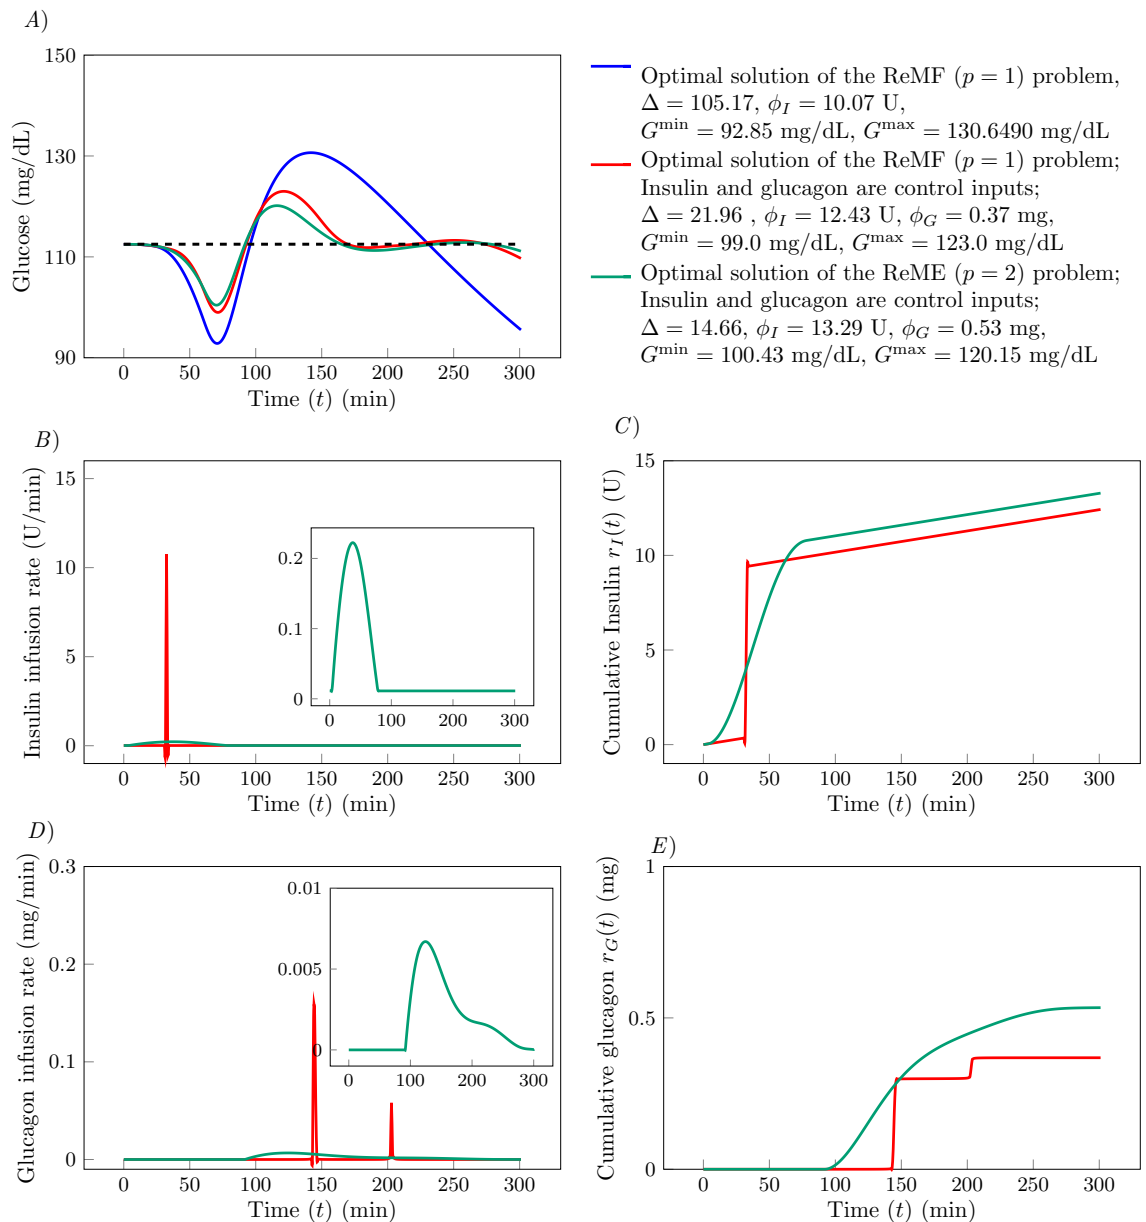 A)
150
130
110
90
Glucose (mg/dL)
0 50 100 150 200 250 300
Time (t) (min)
Optimal solution of the ReMF (p = 1) problem,
Δ = 105.17, ϕ_I = 10.07 U,
G^min = 92.85 mg/dL, G^max = 130.6490 mg/dL
Optimal solution of the ReMF (p = 1) problem;
Insulin and glucagon are control inputs;
Δ = 21.96 , ϕ_I = 12.43 U, ϕ_G = 0.37 mg,
G^min = 99.0 mg/dL, G^max = 123.0 mg/dL
Optimal solution of the ReME (p = 2) problem;
Insulin and glucagon are control inputs;
Δ = 14.66, ϕ_I = 13.29 U, ϕ_G = 0.53 mg,
G^min = 100.43 mg/dL, G^max = 120.15 mg/dL
B)
15
10
5
0
Insulin infusion rate (U/min)
0 50 100 150 200 250 300
Time (t) (min)
0.2
0.1
0
0 100 200 300
C)
15
10
5
0
Cumulative Insulin r_I(t) (U)
0 50 100 150 200 250 300
Time (t) (min)
D)
0.3
0.2
0.1
0
Glucagon infusion rate (mg/min)
0 50 100 150 200 250 300
Time (t) (min)
0.01
0.005
0
0 100 200 300
E)
1
0.5
0
Cumulative glucagon r_G(t) (mg)
0 50 100 150 200 250 300
Time (t) (min)